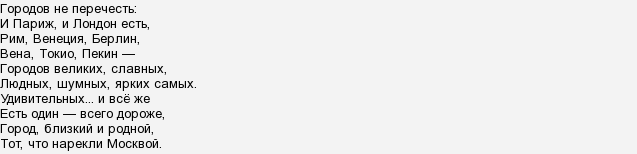 Городов не перечесть:
И Париж, и Лондон есть,
Рим, Венеция, Берлин,
Вена, Токио, Пекин —
Городов великих, славных,
Людных, шумных, ярких самых.
Удивительных... и всё же
Есть один — всего дороже,
Город, близкий и родной,
Тот, что нарекли Москвой.